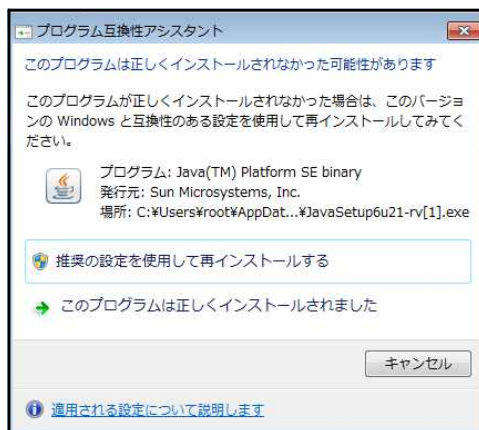 プログラム互換性アシスタント
このプログラムは正しくインストールされなかった可能性があります
このプログラムが正しくインストールされなかった場合は、このバージョ
ンの Windows と互換性のある設定を使用して再インストールしてみてく
ださい。
プログラム: Java(TM) Platform SE binary
発行元: Sun Microsystems, Inc.
場所: C:¥Users¥root¥AppDat...¥JavaSetup6u21-rv[1].exe
推奨の設定を使用して再インストールする
このプログラムは正しくインストールされました
キャンセル
適用される設定について説明します